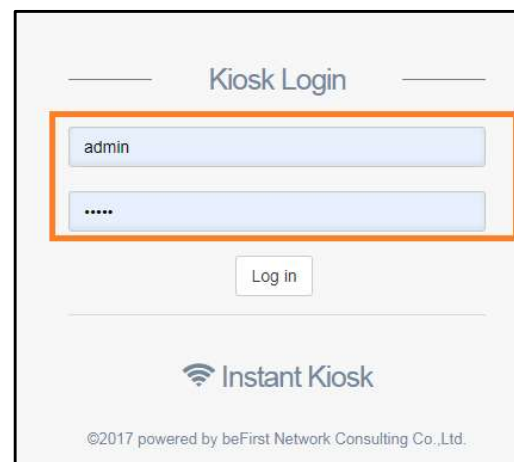 Kiosk Login
admin
•••••
Log in
Instant Kiosk
©2017 powered by beFirst Network Consulting Co.,Ltd.